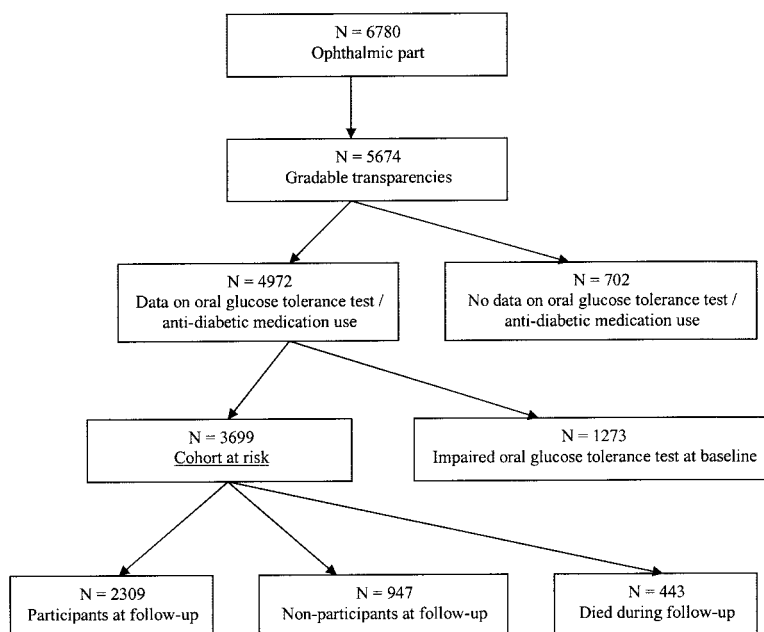 N = 6780
Ophthalmic part
N = 5674
Gradable transparencies
N = 4972
Data on oral glucose tolerance test /
anti-diabetic medication use
N = 702
No data on oral glucose tolerance test /
anti-diabetic medication use
N = 3699
Cohort at risk
N = 1273
Impaired oral glucose tolerance test at baseline
N = 2309
Participants at follow-up
N = 947
Non-participants at follow-up
N = 443
Died during follow-up